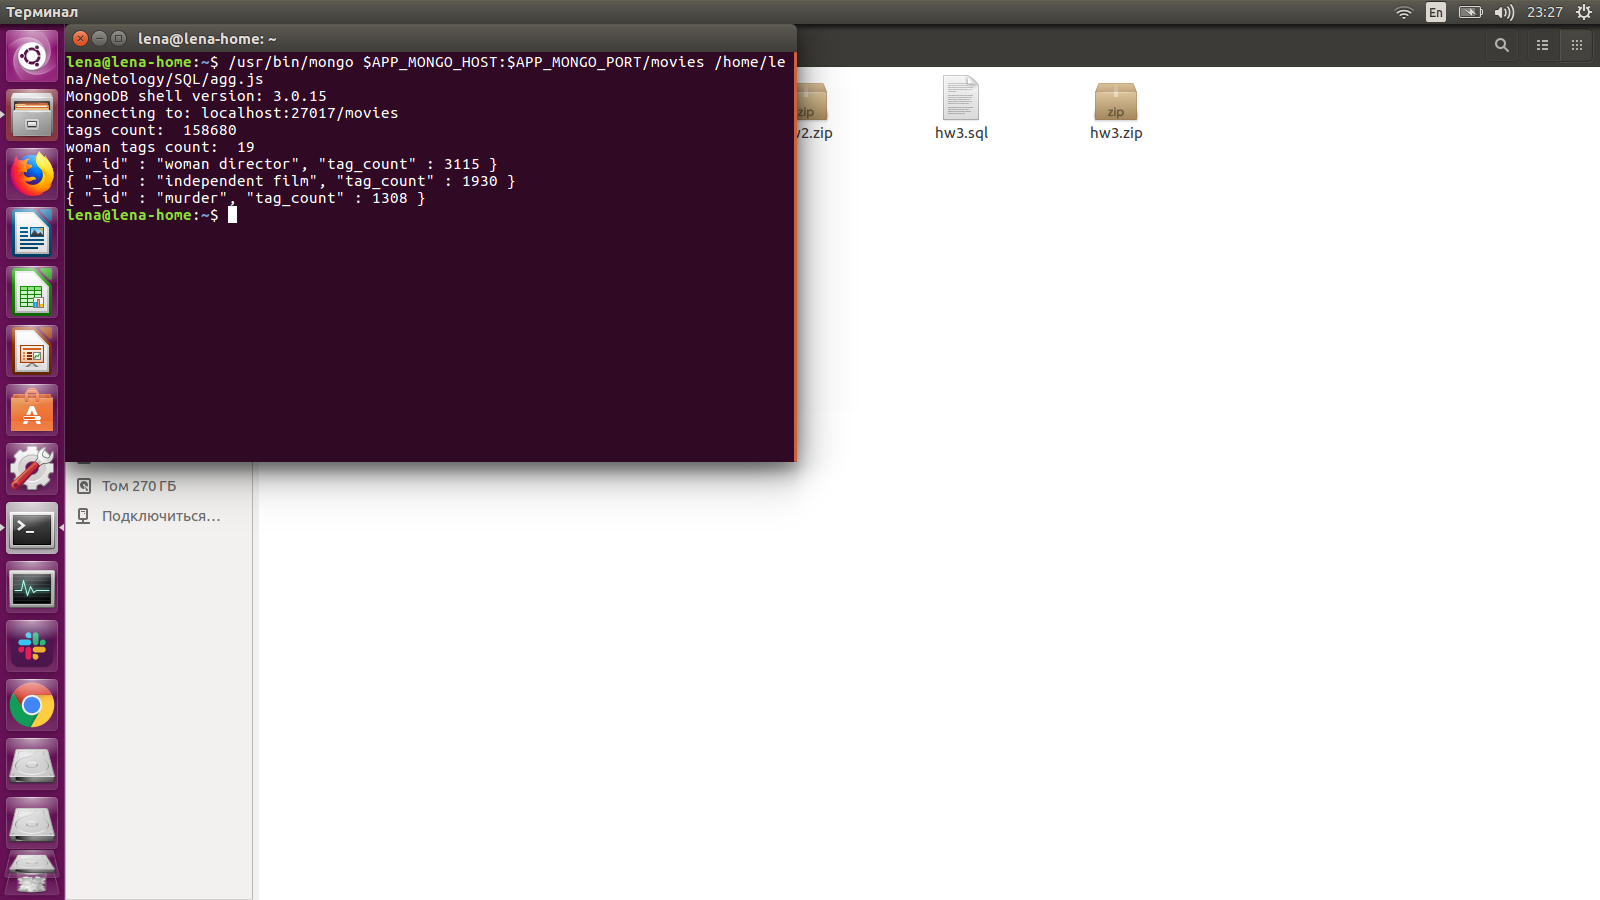 Терминал
En
23:27
lena@lena-home: ~
lena@lena-home:~$ /usr/bin/mongo $APP_MONGO_HOST:$APP_MONGO_PORT/movies /home/le
na/Netology/SQL/agg.js
MongoDB shell version: 3.0.15
connecting to: localhost:27017/movies
tags count:  158680
woman tags count:  19
{ "_id" : "woman director", "tag_count" : 3115 }
{ "_id" : "independent film", "tag_count" : 1930 }
{ "_id" : "murder", "tag_count" : 1308 }
lena@lena-home:~$
zip
zip
2.zip
hw3.sql
hw3.zip
Том 270 ГБ
Подключиться…